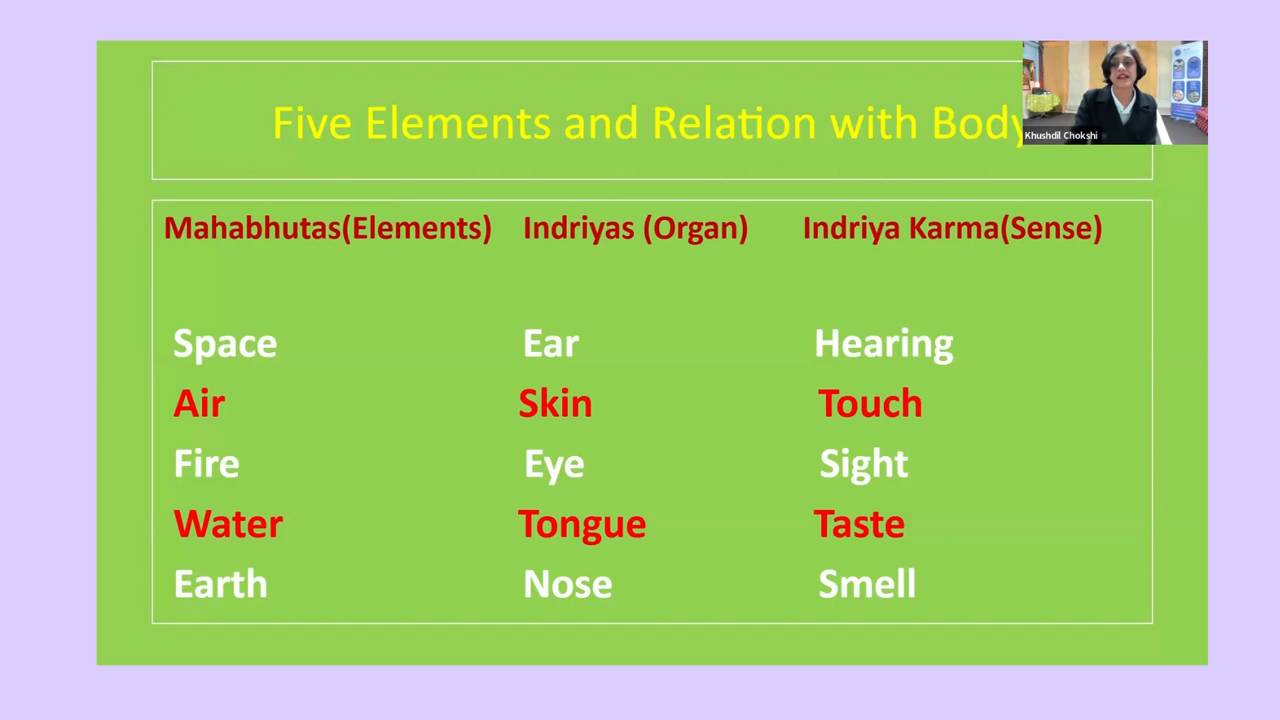 Five Elements and Relation with Body
Khushdil Chokshi
Mahabhutas(Elements) Indriyas (Organ) Indriya Karma(Sense)
Space Ear Hearing
Air Skin Touch
Fire Eye Sight
Water Tongue Taste
Earth Nose Smell